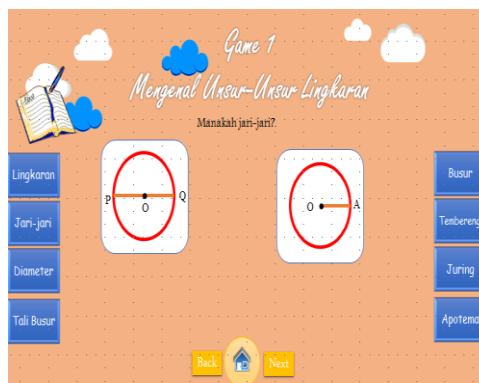 Game 1
Mengenal Unsur-Unsur Lingkaran
Manakah jari-jari?.
Lingkaran
Jari-jari
Diameter
Tali Busur
P
O
Q
O
A
Busur
Tembereng
Juring
Apotema
Back
Next